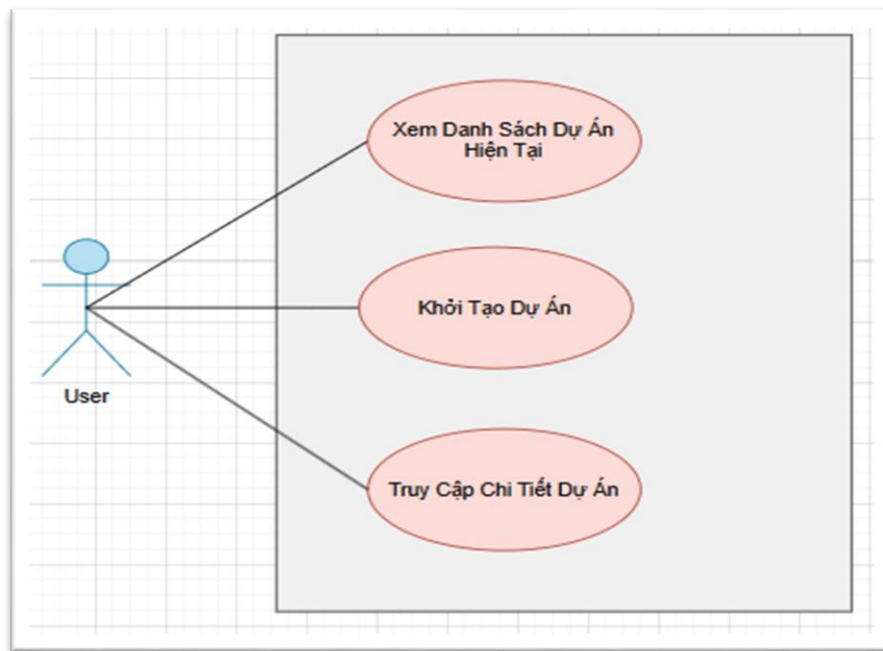 Xem Danh Sách Dự Án
Hiện Tại
Khởi Tạo Dự Án
User
Truy Cập Chi Tiết Dự Án